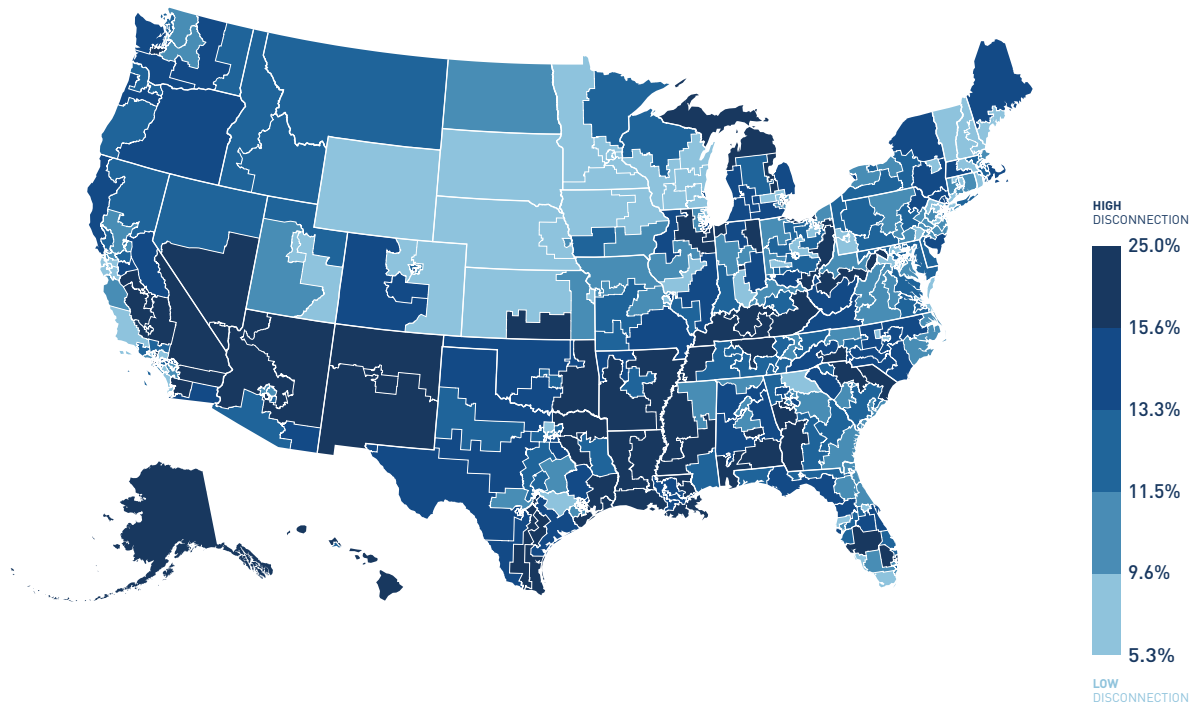 HIGH
DISCONNECTION
25.0%
15.6%
13.3%
11.5%
9.6%
5.3%
LOW
DISCONNECTION